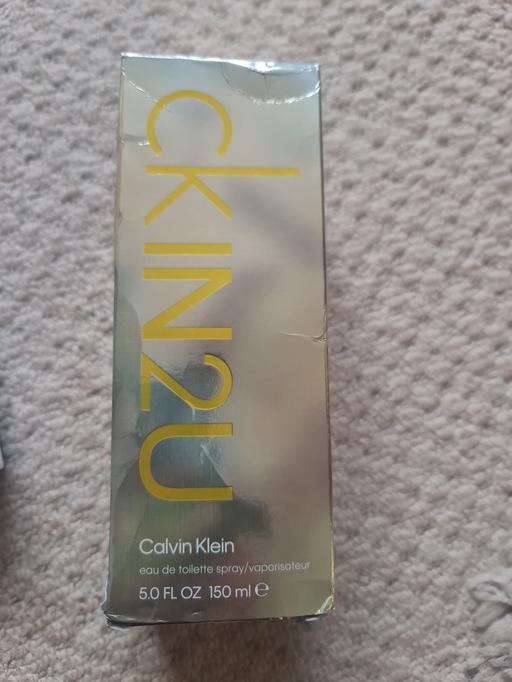 ckIN2U
Calvin Klein
eau de toilette spray/vaporisateur
5.0 FL OZ 150 ml ℮